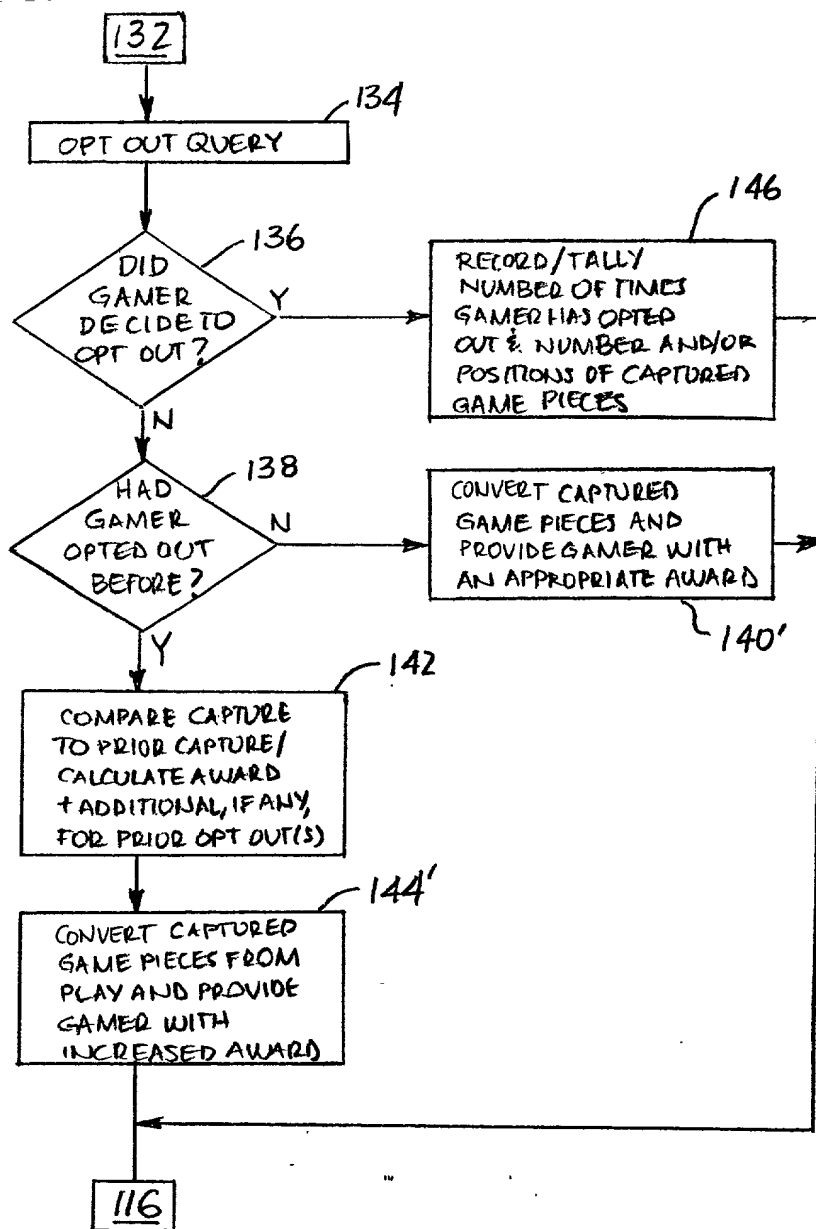 132
134
OPT OUT QUERY
136
DID
GAMER
DECIDE TO
OPT OUT?
Y
146
RECORD/TALLY
NUMBER OF TIMES
GAMER HAS OPTED
OUT & NUMBER AND/OR
POSITIONS OF CAPTURED
GAME PIECES
N
138
HAD
GAMER
OPTED OUT
BEFORE?
N
CONVERT CAPTURED
GAME PIECES AND
PROVIDE GAMER WITH
AN APPROPRIATE AWARD
140'
Y
142
COMPARE CAPTURE
TO PRIOR CAPTURE/
CALCULATE AWARD
+ ADDITIONAL, IF ANY,
FOR PRIOR OPT OUT(S)
144'
CONVERT CAPTURED
GAME PIECES FROM
PLAY AND PROVIDE
GAMER WITH
INCREASED AWARD
116